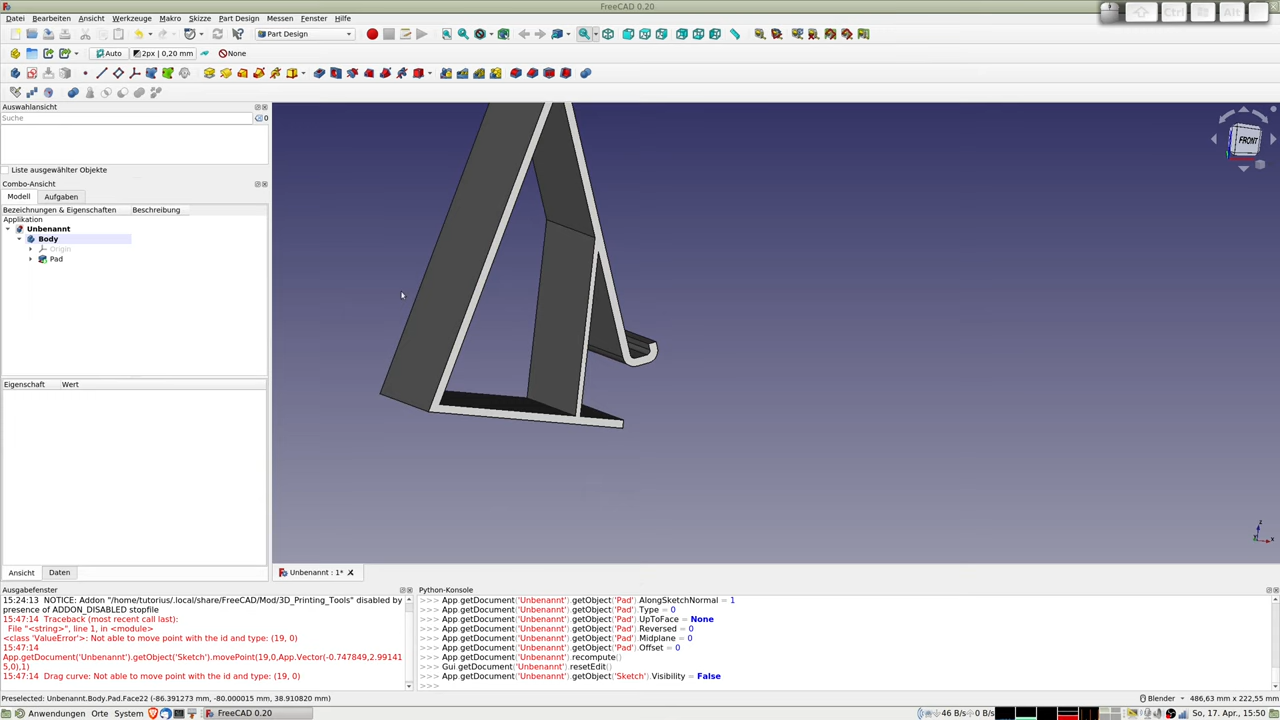 FreeCAD 0.20
Ctrl Alt
Datei Bearbeiten Ansicht Werkzeuge Makro Skizze Part Design Messen Fenster Hilfe
Part Design
Auto 2px | 0,20 mm None
Auswahlansicht
Suche
0
Liste ausgewählter Objekte
Combo-Ansicht
Modell Aufgaben
Bezeichnungen & Eigenschaften Beschreibung
Applikation
Unbenannt
Body
Origin
Pad
FRONT
Eigenschaft Wert
Ansicht Daten
Unbenannt : 1*
Ausgabefenster
15:24:13 NOTICE: Addon "/home/tutorius/.local/share/FreeCAD/Mod/3D_Printing_Tools" disabled by
presence of ADDON_DISABLED stopfile
15:47:14 Traceback (most recent call last):
File "<string>", line 1, in <module>
<class 'ValueError'>: Not able to move point with the id and type: (19, 0)
15:47:14
App.getDocument('Unbenannt').getObject('Sketch').movePoint(19,0,App.Vector(-0.747849,2.99141
5,0),1)
15:47:14 Drag curve: Not able to move point with the id and type: (19, 0)
Python-Konsole
>>> App.getDocument('Unbenannt').getObject('Pad').AlongSketchNormal = 1
>>> App.getDocument('Unbenannt').getObject('Pad').Type = 0
>>> App.getDocument('Unbenannt').getObject('Pad').UpToFace = None
>>> App.getDocument('Unbenannt').getObject('Pad').Reversed = 0
>>> App.getDocument('Unbenannt').getObject('Pad').Midplane = 0
>>> App.getDocument('Unbenannt').getObject('Pad').Offset = 0
>>> App.getDocument('Unbenannt').recompute()
>>> Gui.getDocument('Unbenannt').resetEdit()
>>> App.getDocument('Unbenannt').getObject('Sketch').Visibility = False
>>>
Preselected: Unbenannt.Body.Pad.Face22 (-86.391273 mm, -80.000015 mm, 38.910820 mm)
Blender 486,63 mm x 222,55 mm
Anwendungen Orte System FreeCAD 0.20 46 B/s 0 B/s So, 17. Apr., 15:50